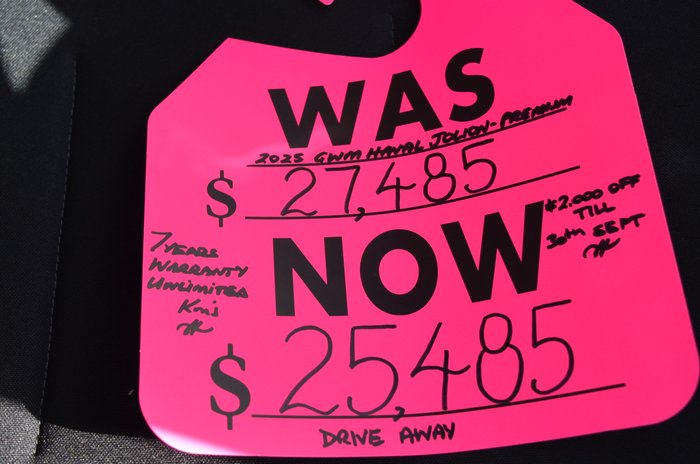 WAS
2025 GWM HAVAL JOLION - PREMIUM
$ 27,485
$2,000 OFF
TILL
30th SEPT
NOW
7 YEARS
WARRANTY
UNLIMITED
Km's
$ 25,485
DRIVE AWAY